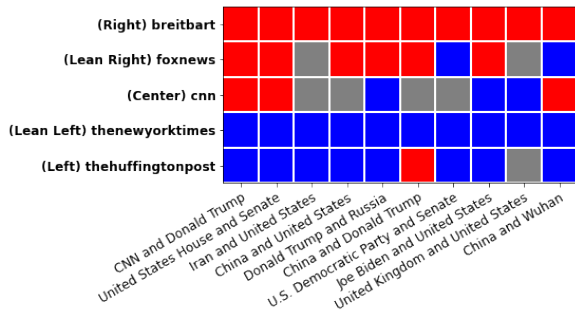 (Right) breitbart
(Lean Right) foxnews
(Center) cnn
(Lean Left) thenewyorktimes
(Left) thehuffingtonpost
CNN and Donald Trump
United States House and Senate
Iran and United States
China and United States
Donald Trump and Russia
China and Donald Trump
U.S. Democratic Party and Senate
Joe Biden and United States
United Kingdom and United States
China and Wuhan